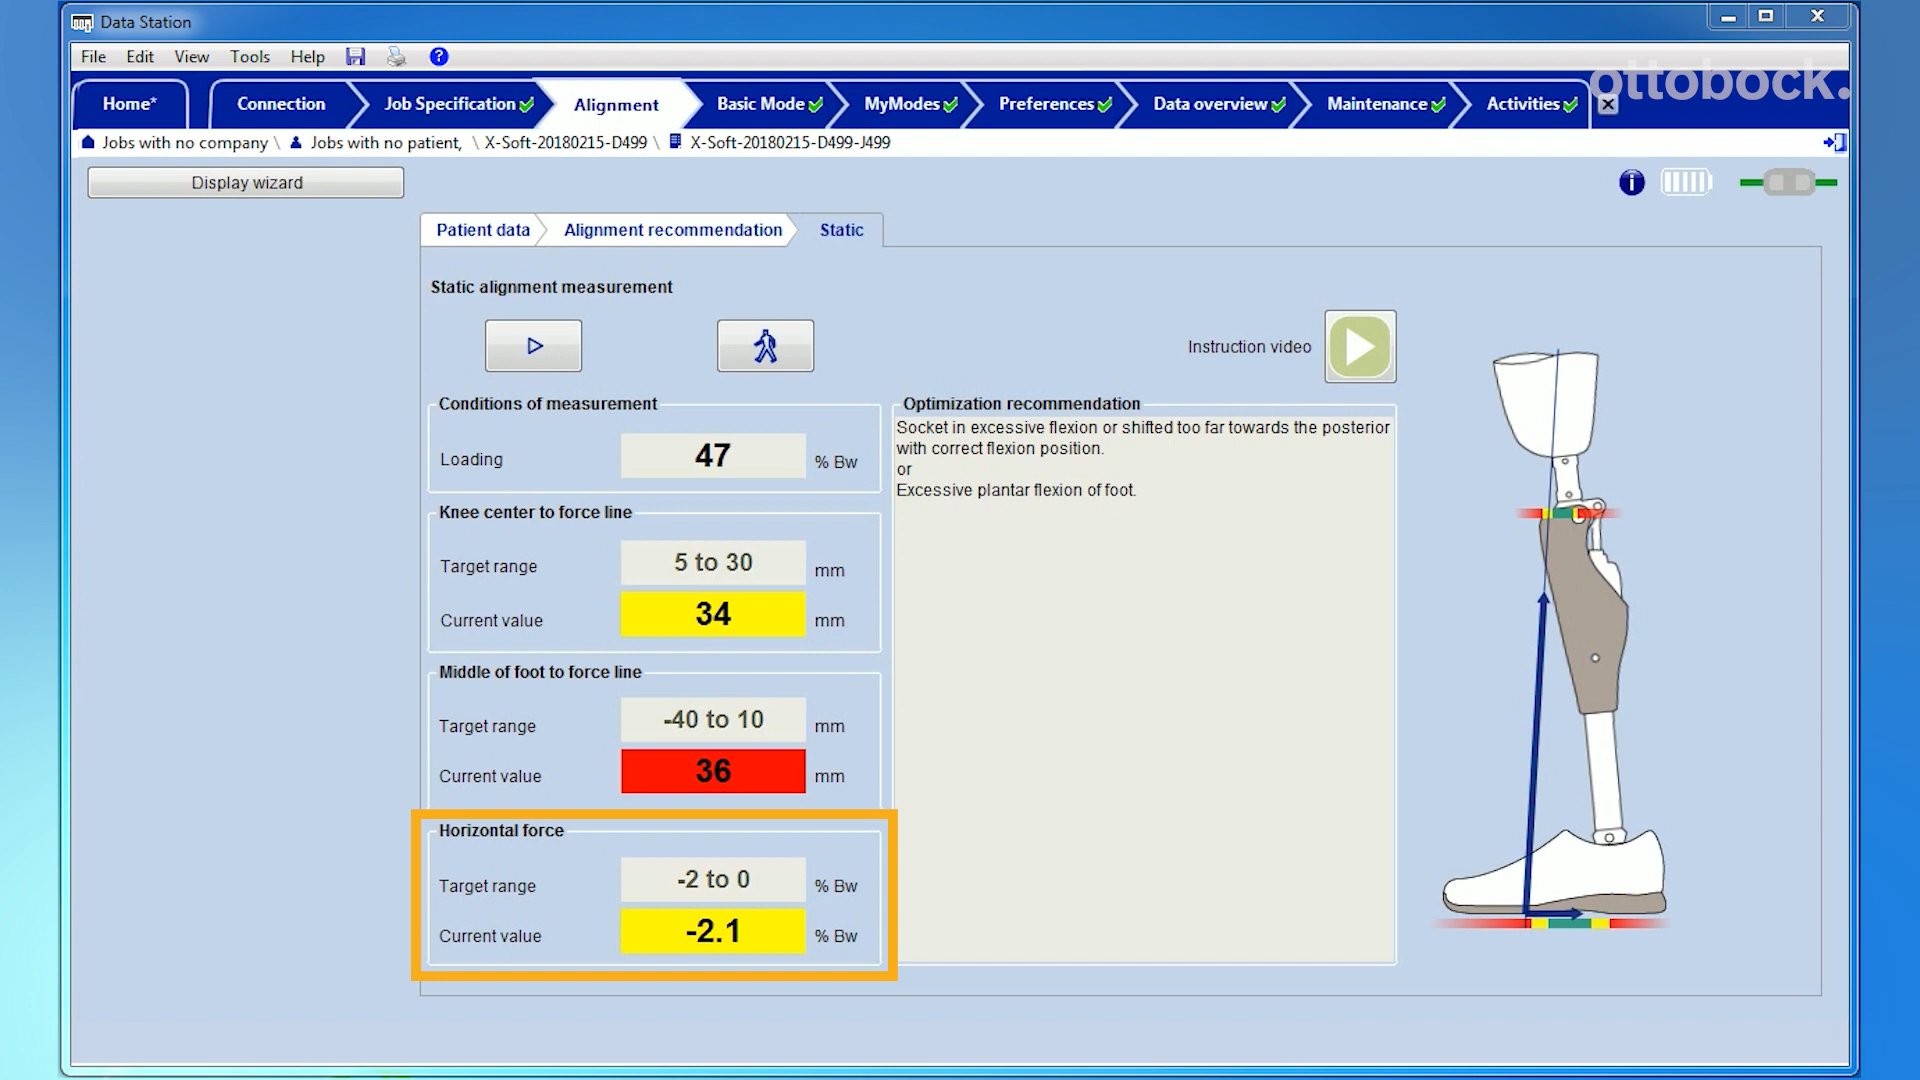 Data Station
File Edit View Tools Help ?
ottobock.
Home* Connection Job Specification Alignment Basic Mode MyModes Preferences Data overview Maintenance Activities
Jobs with no company \ Jobs with no patient, \ X-Soft-20180215-D499 \ X-Soft-20180215-D499-J499
Display wizard
i
Patient data Alignment recommendation Static
Static alignment measurement
Instruction video
Conditions of measurement
Loading 47 % Bw
Knee center to force line
Target range 5 to 30 mm
Current value 34 mm
Middle of foot to force line
Target range -40 to 10 mm
Current value 36 mm
Horizontal force
Target range -2 to 0 % Bw
Current value -2.1 % Bw
Optimization recommendation
Socket in excessive flexion or shifted too far towards the posterior
with correct flexion position.
or
Excessive plantar flexion of foot.